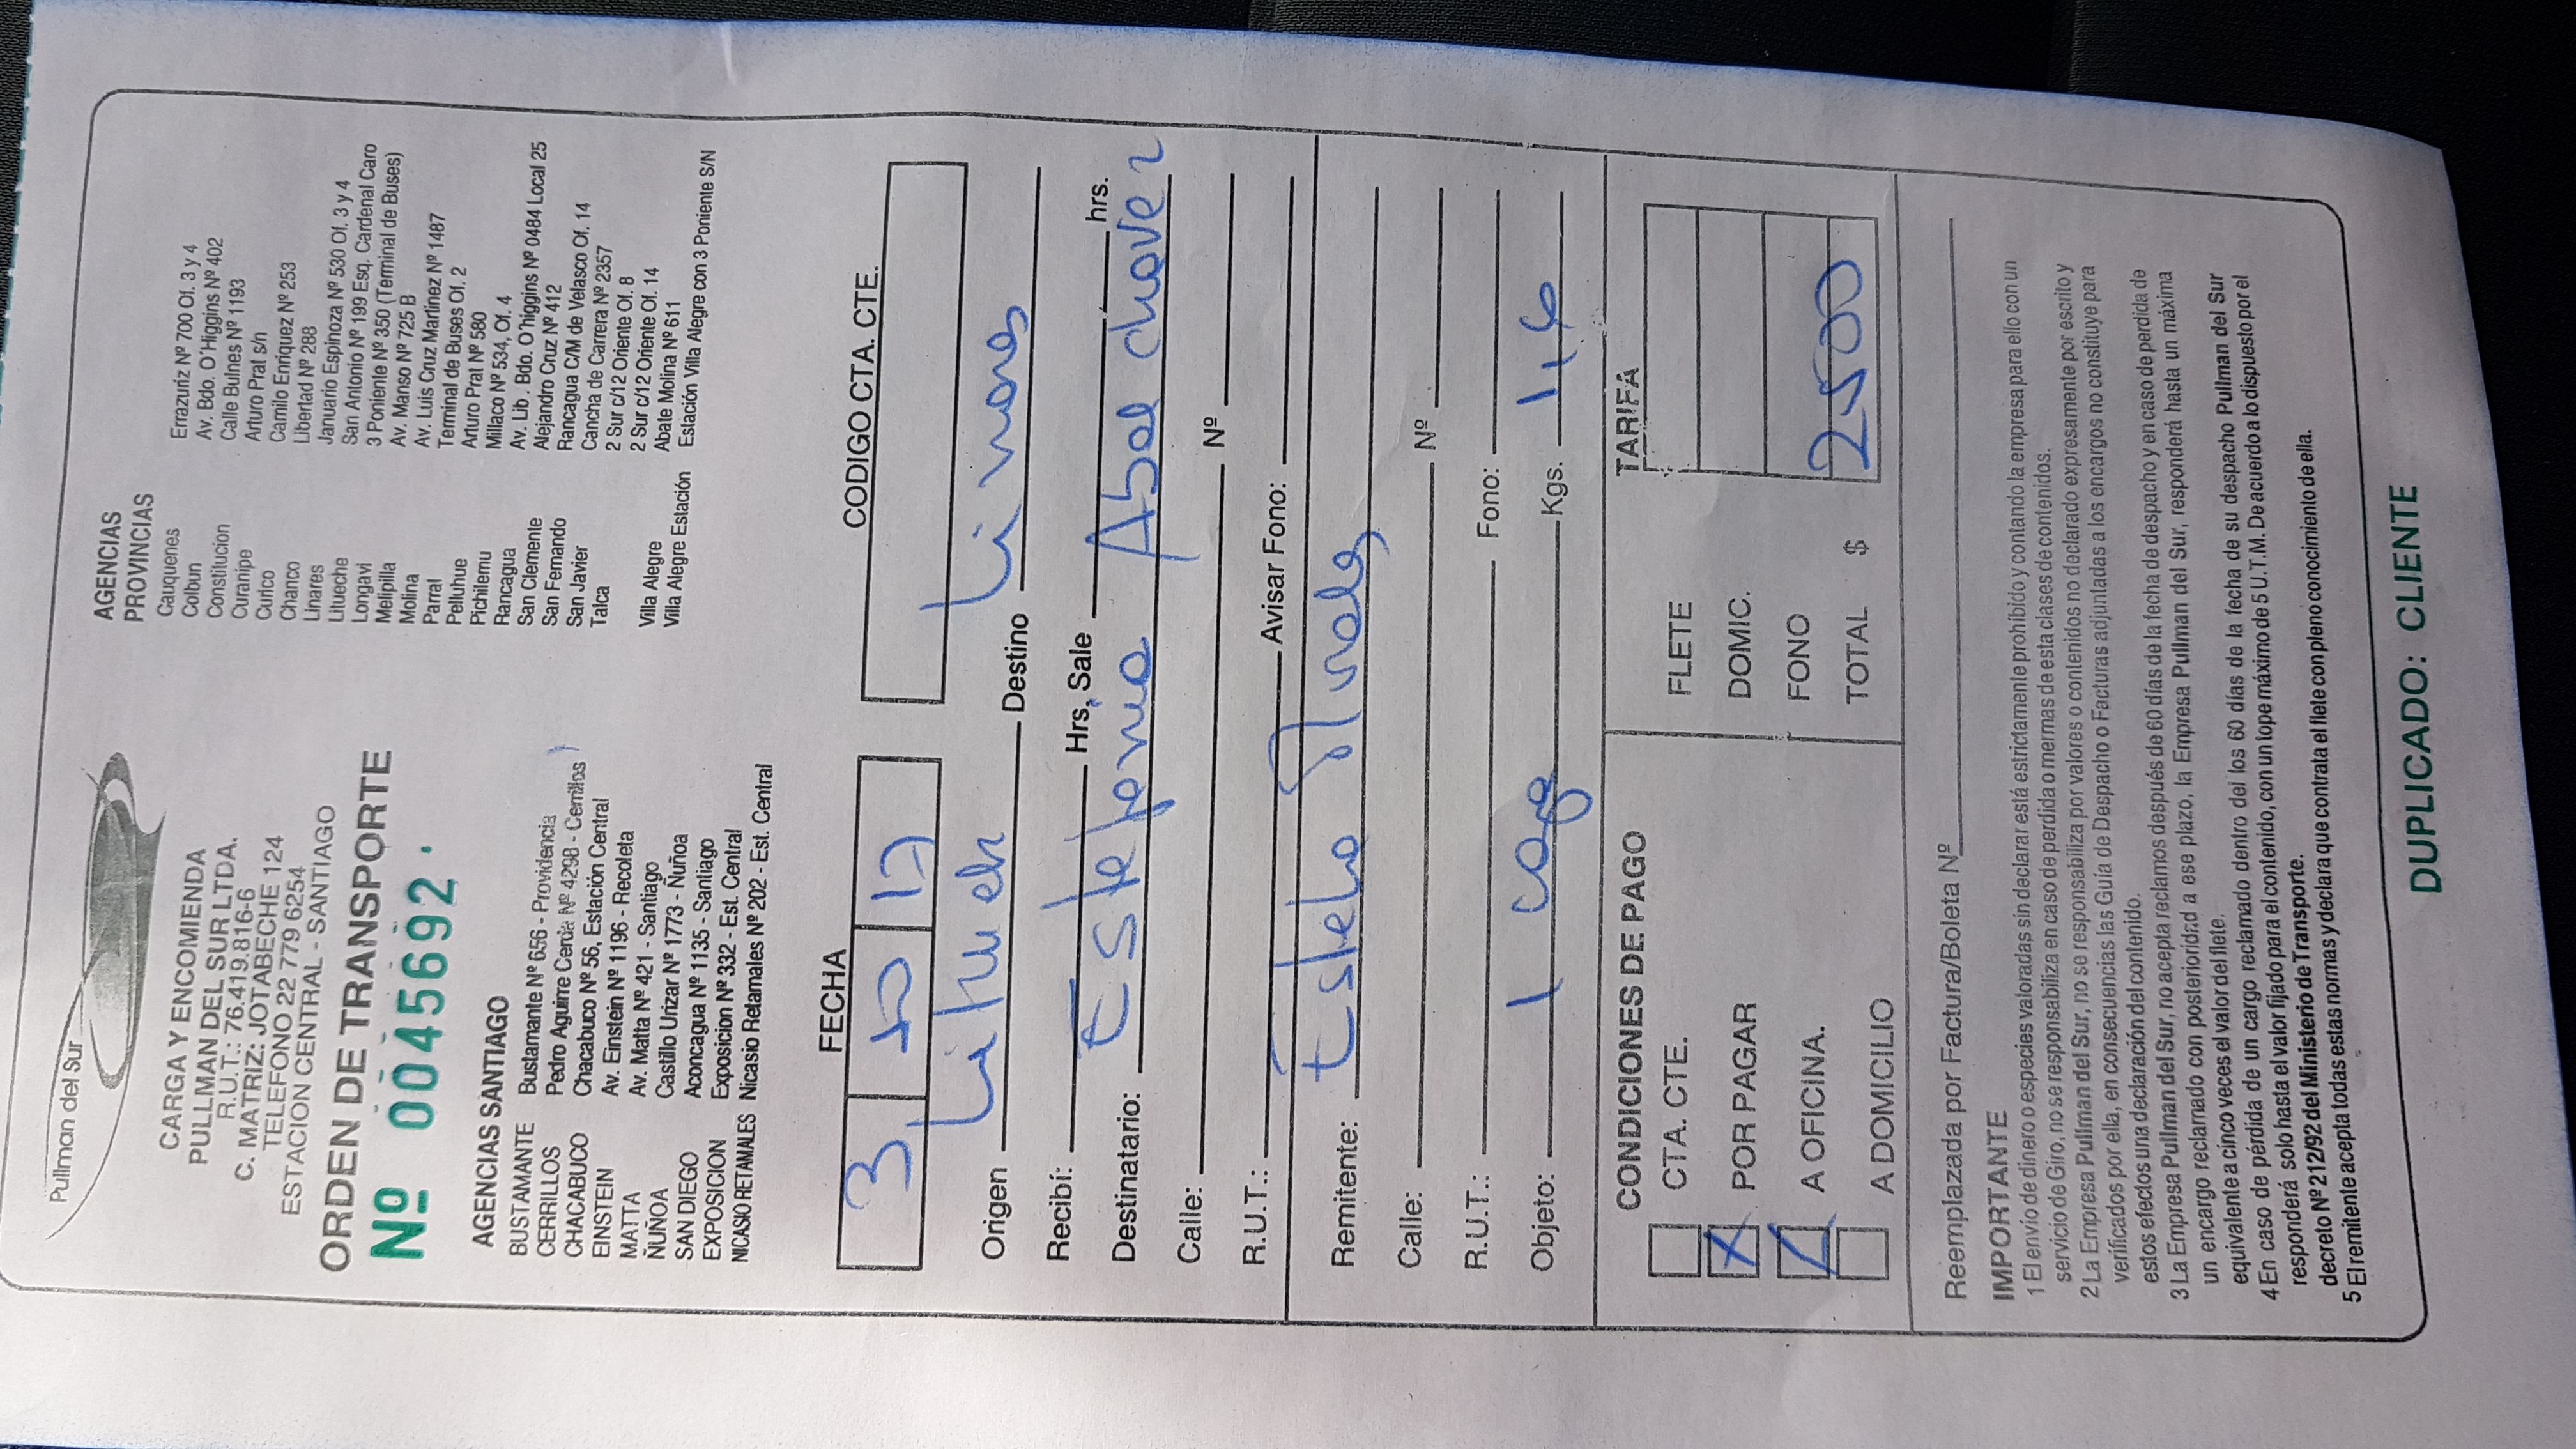 Pullman del Sur
CARGA Y ENCOMIENDA
PULLMAN DEL SUR LTDA.
R.U.T.: 76.419.816-6
C. MATRIZ: JOTABECHE 124
TELEFONO 22 779 6254
ESTACION CENTRAL - SANTIAGO
ORDEN DE TRANSPORTE
Nº 0045692
AGENCIAS SANTIAGO
BUSTAMANTE Bustamante Nº 656 - Providencia
CERRILLOS Pedro Aguirre Cerda Nº 4298 - Cerrillos
CHACABUCO Chacabuco Nº 56, Estación Central
EINSTEIN Av. Einstein Nº 1196 - Recoleta
MATTA Av. Matta Nº 421 - Santiago
ÑUÑOA Castillo Urizar Nº 1773 - Ñuñoa
SAN DIEGO Aconcagua Nº 1135 - Santiago
EXPOSICION Exposicion Nº 332 - Est. Central
NICASIO RETAMALES Nicasio Retamales Nº 202 - Est. Central
AGENCIAS
PROVINCIAS
Cauquenes Errazuriz Nº 700 Of. 3 y 4
Colbun Av. Bdo. O'Higgins Nº 402
Constitucion Calle Bulnes Nº 1193
Curanipe Arturo Prat s/n
Curico Camilo Enriquez Nº 253
Chanco Libertad Nº 288
Linares Januario Espinoza Nº 530 Of. 3 y 4
Litueche San Antonio Nº 199 Esq. Cardenal Caro
Longavi 3 Poniente Nº 350 (Terminal de Buses)
Melipilla Av. Manso Nº 725 B
Molina Av. Luis Cruz Martinez Nº 1487
Parral Terminal de Buses Of. 2
Pelluhue Arturo Prat Nº 580
Pichilemu Millaco Nº 534, Of. 4
Rancagua Av. Lib. Bdo. O'higgins Nº 0484 Local 25
San Clemente Alejandro Cruz Nº 412
San Fernando Rancagua C/M de Velasco Of. 14
San Javier Cancha de Carrera Nº 2357
Talca 2 Sur c/12 Oriente Of. 8
2 Sur c/12 Oriente Of. 14
Villa Alegre Abate Molina Nº 611
Villa Alegre Estación Estación Villa Alegre con 3 Poniente S/N
FECHA CODIGO CTA. CTE.
3 17
Origen Lituech Destino Linares
Recibí: Hrs, Sale hrs.
Destinatario: Estefania Abad chavez
Calle: Nº
R.U.T.: Avisar Fono:
Remitente: Estela
Calle: Nº
R.U.T.: Fono:
Objeto: 1 caja Kgs.
CONDICIONES DE PAGO TARIFA
CTA. CTE. FLETE
X POR PAGAR DOMIC.
A OFICINA. FONO
A DOMICILIO TOTAL $ 2500
Reemplazada por Factura/Boleta Nº
IMPORTANTE
1 El envío de dinero o especies valoradas sin declarar está estrictamente prohibido y contando la empresa para ello con un
servicio de Giro, no se responsabiliza en caso de perdida o mermas de esta clases de contenidos.
2 La Empresa Pullman del Sur, no se responsabiliza por valores o contenidos no declarado expresamente por escrito y
verificados por ella, en consecuencias las Guía de Despacho o Facturas adjuntadas a los encargos no constituye para
estos efectos una declaración del contenido.
3 La Empresa Pullman del Sur, no acepta reclamos después de 60 días de la fecha de despacho y en caso de perdida de
un encargo reclamado con posterioridad a ese plazo, la Empresa Pullman del Sur, responderá hasta un máxima
equivalente a cinco veces el valor del flete.
4 En caso de pérdida de un cargo reclamado dentro del los 60 días de la fecha de su despacho Pullman del Sur
responderá solo hasta el valor fijado para el contenido, con un tope máximo de 5 U.T.M. De acuerdo a lo dispuesto por el
decreto Nº 212/92 del Ministerio de Transporte.
5 El remitente acepta todas estas normas y declara que contrata el flete con pleno conocimiento de ella.
DUPLICADO: CLIENTE